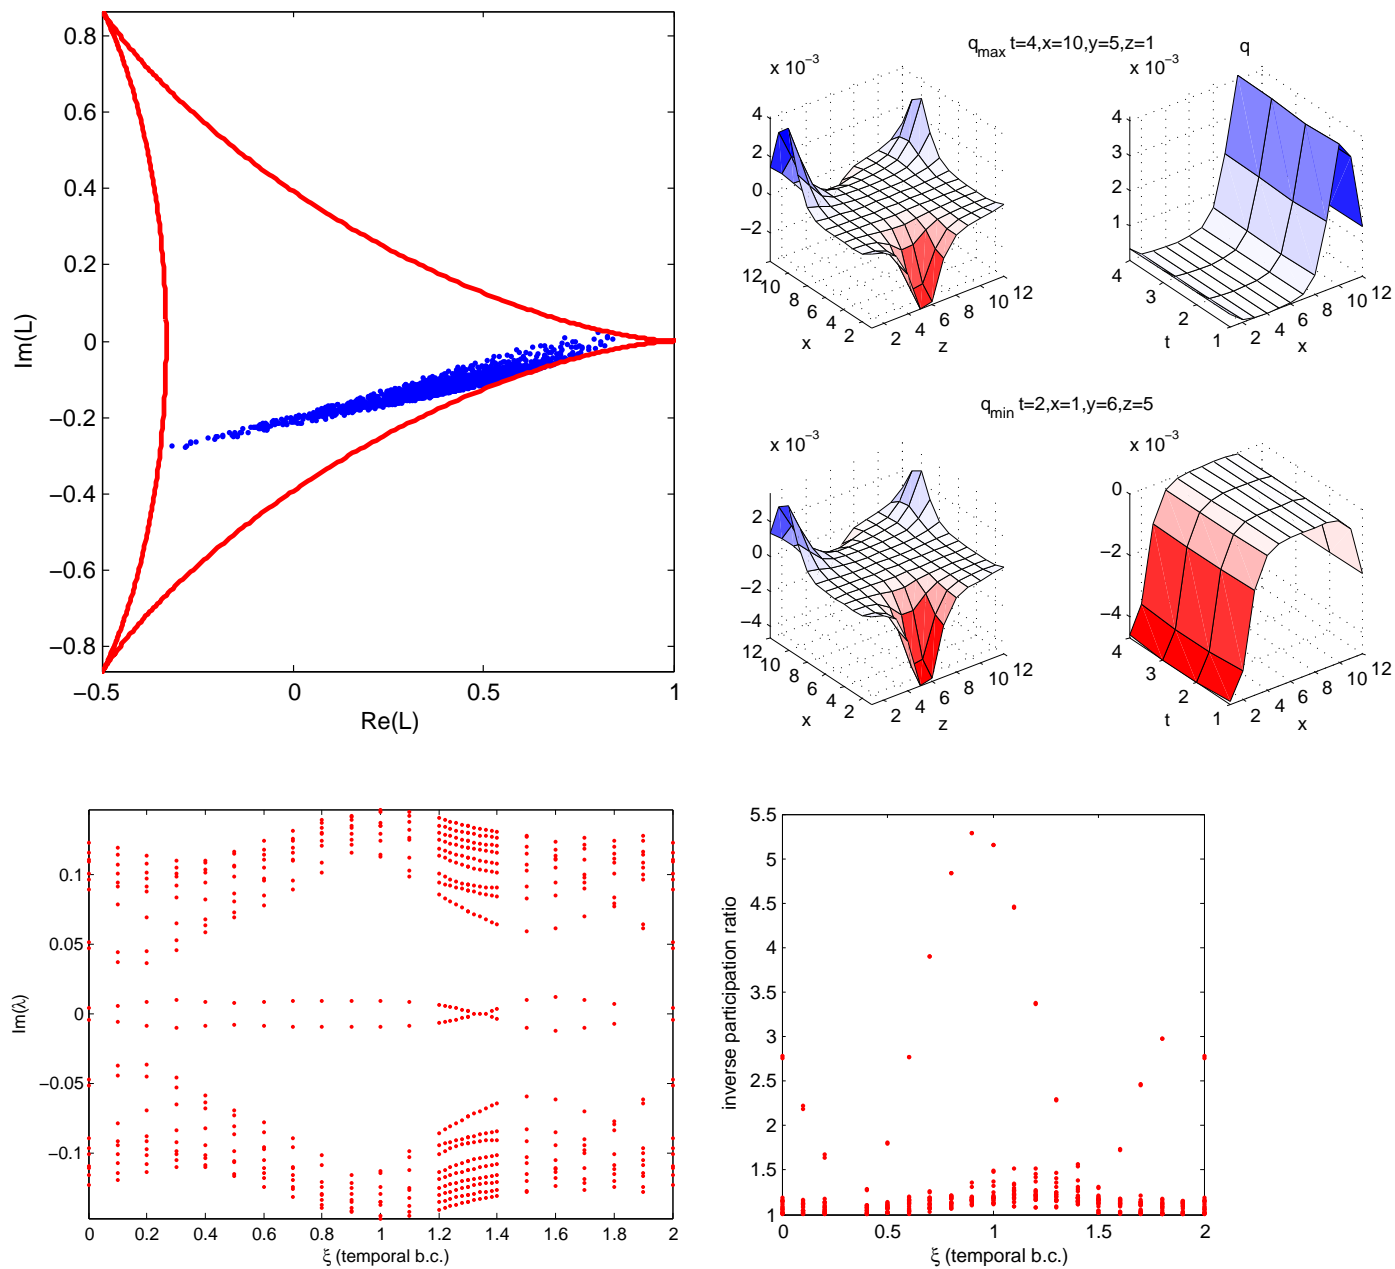 0.8
0.6
0.4
0.2
0
−0.2
−0.4
−0.6
−0.8
Im(L)
−0.5 0 0.5 1
Re(L)
q_max t=4,x=10,y=5,z=1
x 10^−3
4
2
0
−2
12 10 8 6 4 2
x
2 4 6 8 10 12
z
q
x 10^−3
4
3
2
1
4 3 2 1
t
2 4 6 8 10 12
x
q_min t=2,x=1,y=6,z=5
x 10^−3
2
0
−2
−4
12 10 8 6 4 2
x
2 4 6 8 10 12
z
x 10^−3
0
−2
−4
4 3 2 1
t
2 4 6 8 10 12
x
0.1
0.05
0
−0.05
−0.1
Im(λ)
0 0.2 0.4 0.6 0.8 1 1.2 1.4 1.6 1.8 2
ξ (temporal b.c.)
5.5
5
4.5
4
3.5
3
2.5
2
1.5
1
inverse participation ratio
0 0.5 1 1.5 2
ξ (temporal b.c.)